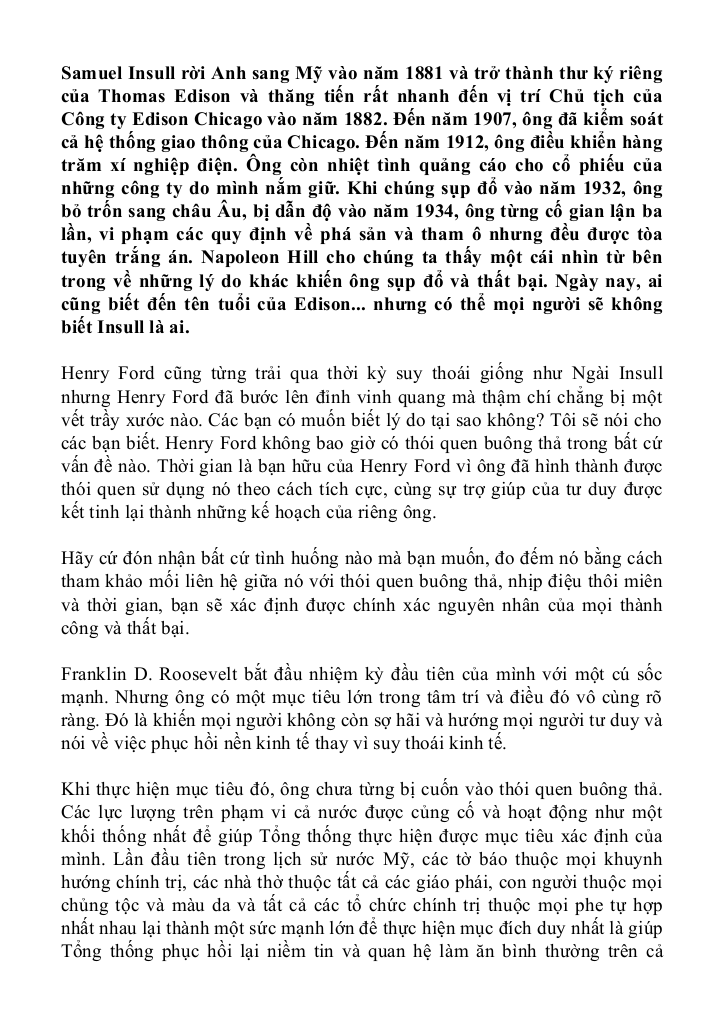 Samuel Insull rời Anh sang Mỹ vào năm 1881 và trở thành thư ký riêng
của Thomas Edison và thăng tiến rất nhanh đến vị trí Chủ tịch của
Công ty Edison Chicago vào năm 1882. Đến năm 1907, ông đã kiểm soát
cả hệ thống giao thông của Chicago. Đến năm 1912, ông điều khiển hàng
trăm xí nghiệp điện. Ông còn nhiệt tình quảng cáo cho cổ phiếu của
những công ty do mình nắm giữ. Khi chúng sụp đổ vào năm 1932, ông
bỏ trốn sang châu Âu, bị dẫn độ vào năm 1934, ông từng cố gian lận ba
lần, vi phạm các quy định về phá sản và tham ô nhưng đều được tòa
tuyên trắng án. Napoleon Hill cho chúng ta thấy một cái nhìn từ bên
trong về những lý do khác khiến ông sụp đổ và thất bại. Ngày nay, ai
cũng biết đến tên tuổi của Edison... nhưng có thể mọi người sẽ không
biết Insull là ai.
Henry Ford cũng từng trải qua thời kỳ suy thoái giống như Ngài Insull
nhưng Henry Ford đã bước lên đỉnh vinh quang mà thậm chí chẳng bị một
vết trầy xước nào. Các bạn có muốn biết lý do tại sao không? Tôi sẽ nói cho
các bạn biết. Henry Ford không bao giờ có thói quen buông thả trong bất cứ
vấn đề nào. Thời gian là bạn hữu của Henry Ford vì ông đã hình thành được
thói quen sử dụng nó theo cách tích cực, cùng sự trợ giúp của tư duy được
kết tinh lại thành những kế hoạch của riêng ông.
Hãy cứ đón nhận bất cứ tình huống nào mà bạn muốn, đo đếm nó bằng cách
tham khảo mối liên hệ giữa nó với thói quen buông thả, nhịp điệu thôi miên
và thời gian, bạn sẽ xác định được chính xác nguyên nhân của mọi thành
công và thất bại.
Franklin D. Roosevelt bắt đầu nhiệm kỳ đầu tiên của mình với một cú sốc
mạnh. Nhưng ông có một mục tiêu lớn trong tâm trí và điều đó vô cùng rõ
ràng. Đó là khiến mọi người không còn sợ hãi và hướng mọi người tư duy và
nói về việc phục hồi nền kinh tế thay vì suy thoái kinh tế.
Khi thực hiện mục tiêu đó, ông chưa từng bị cuốn vào thói quen buông thả.
Các lực lượng trên phạm vi cả nước được củng cố và hoạt động như một
khối thống nhất để giúp Tổng thống thực hiện được mục tiêu xác định của
mình. Lần đầu tiên trong lịch sử nước Mỹ, các tờ báo thuộc mọi khuynh
hướng chính trị, các nhà thờ thuộc tất cả các giáo phái, con người thuộc mọi
chủng tộc và màu da và tất cả các tổ chức chính trị thuộc mọi phe tự hợp
nhất nhau lại thành một sức mạnh lớn để thực hiện mục đích duy nhất là giúp
Tổng thống phục hồi lại niềm tin và quan hệ làm ăn bình thường trên cả